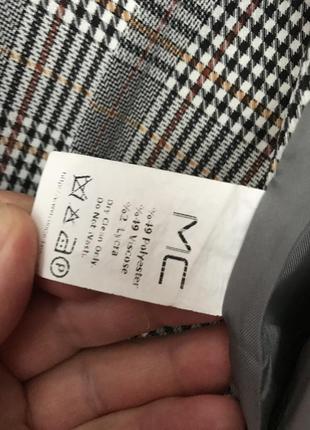 MC
%49 Polyester
%49 Viscose
%2 Lycra
Do Not Wash.
Dry Clean Only
P